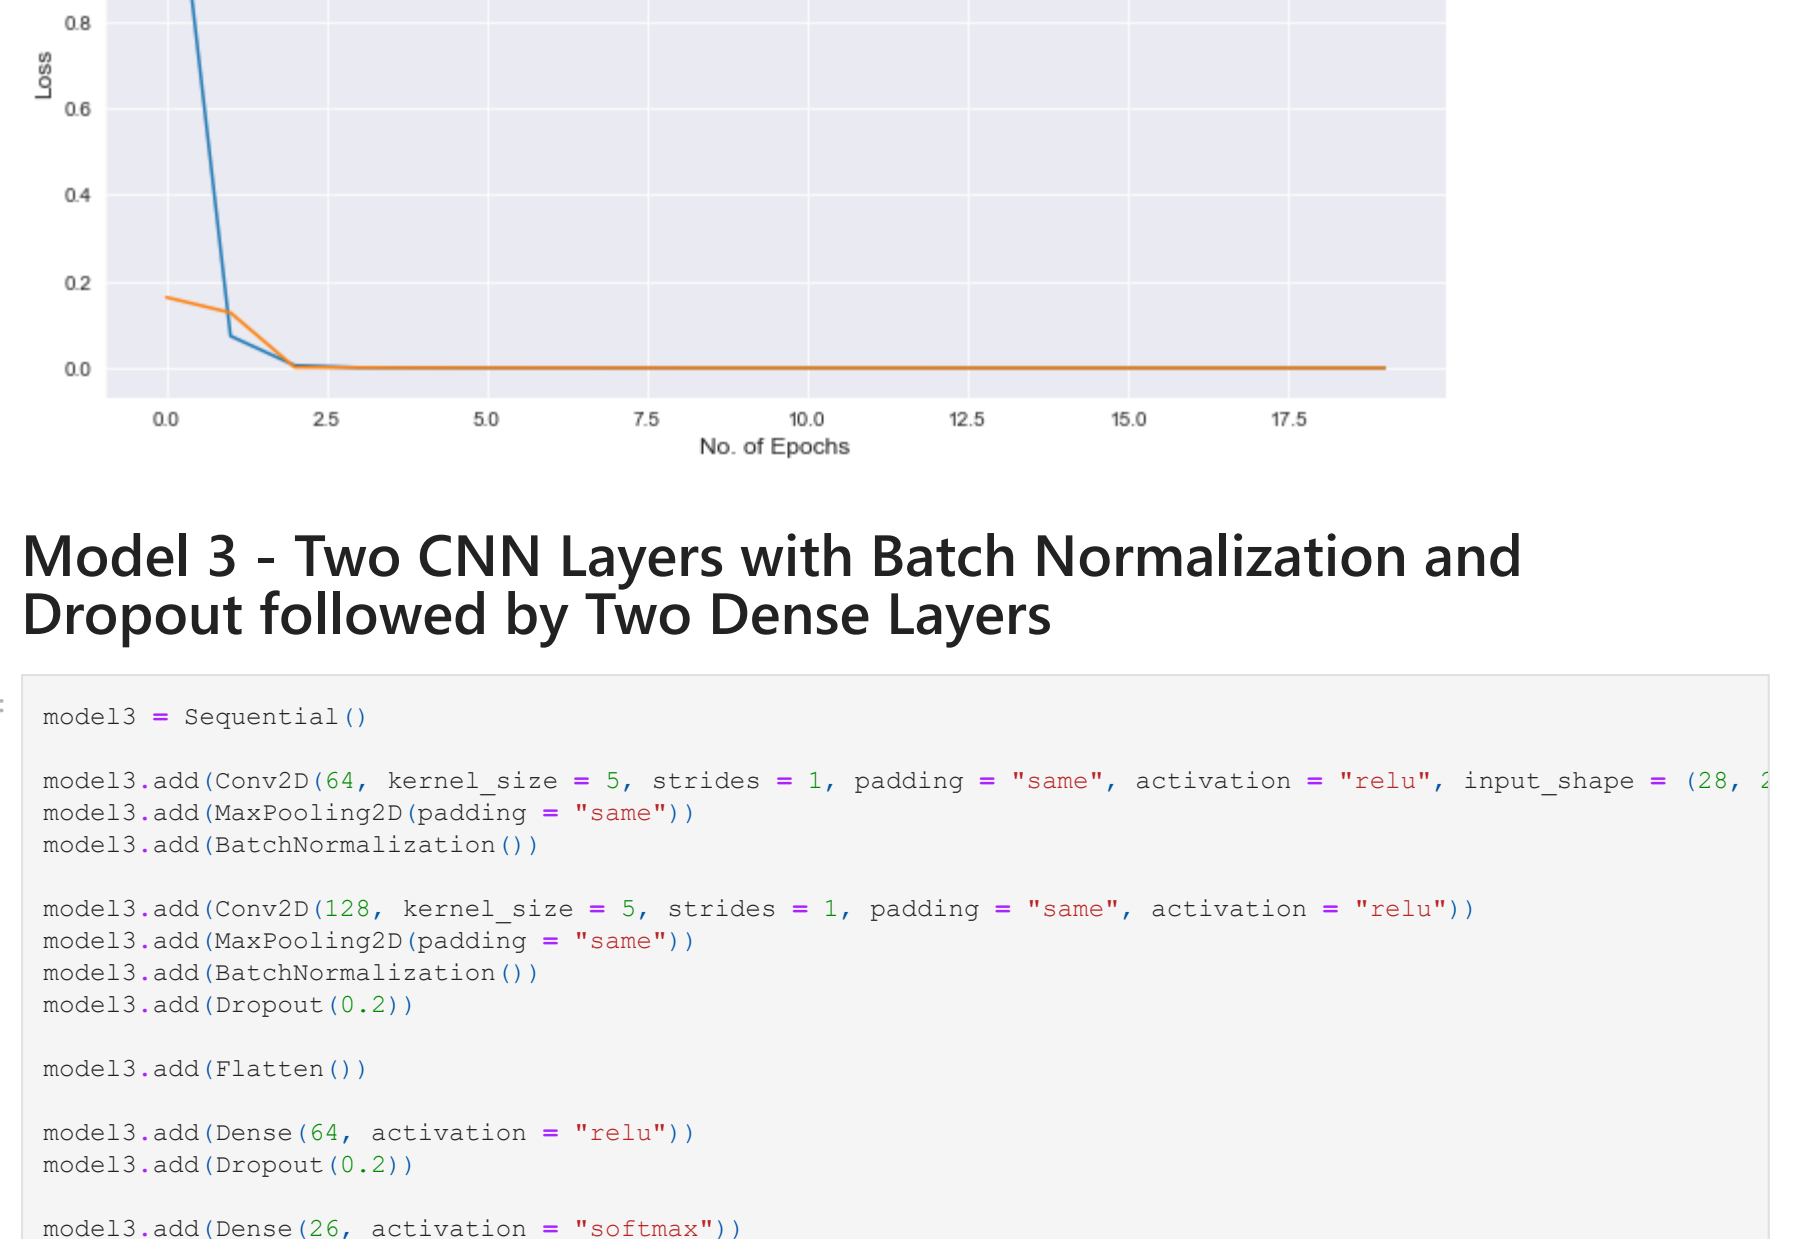 0.8
Loss
0.6
0.4
0.2
0.0
0.0 2.5 5.0 7.5 10.0 12.5 15.0 17.5
No. of Epochs
Model 3 - Two CNN Layers with Batch Normalization and
Dropout followed by Two Dense Layers
:
model3 = Sequential()
model3.add(Conv2D(64, kernel_size = 5, strides = 1, padding = "same", activation = "relu", input_shape = (28, 2
model3.add(MaxPooling2D(padding = "same"))
model3.add(BatchNormalization())
model3.add(Conv2D(128, kernel_size = 5, strides = 1, padding = "same", activation = "relu"))
model3.add(MaxPooling2D(padding = "same"))
model3.add(BatchNormalization())
model3.add(Dropout(0.2))
model3.add(Flatten())
model3.add(Dense(64, activation = "relu"))
model3.add(Dropout(0.2))
model3.add(Dense(26, activation = "softmax"))